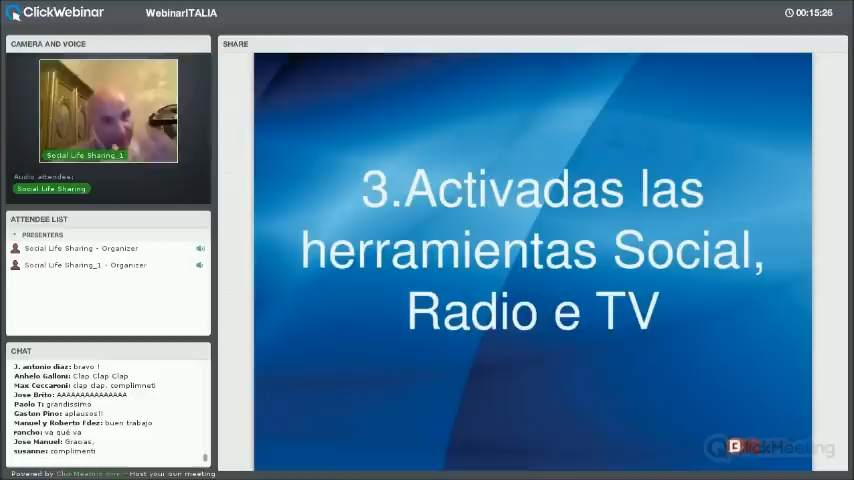 ClickWebinar
WebinarITALIA
00:15:26
CAMERA AND VOICE
Social Life Sharing_1
Audio attendee:
Social Life Sharing
ATTENDEE LIST
PRESENTERS
Social Life Sharing - Organizer
Social Life Sharing_1 - Organizer
CHAT
J. antonio diaz: bravo !
Anhelo Galloni: Clap Clap Clap
Max Ceccaroni: clap clap, complimneti
Jose Brito: AAAAAAAAAAAAAAA
Paolo T: grandissimo
Gaston Pino: aplausos!!
Manuel y Roberto Fdez: buen trabajo
rancho: va qué va
Jose Manuel: Gracias,
susanne: complimenti
Powered by ClickMeeting.com - Host your own meeting
SHARE
3.Activadas las
herramientas Social,
Radio e TV
ClickMeeting